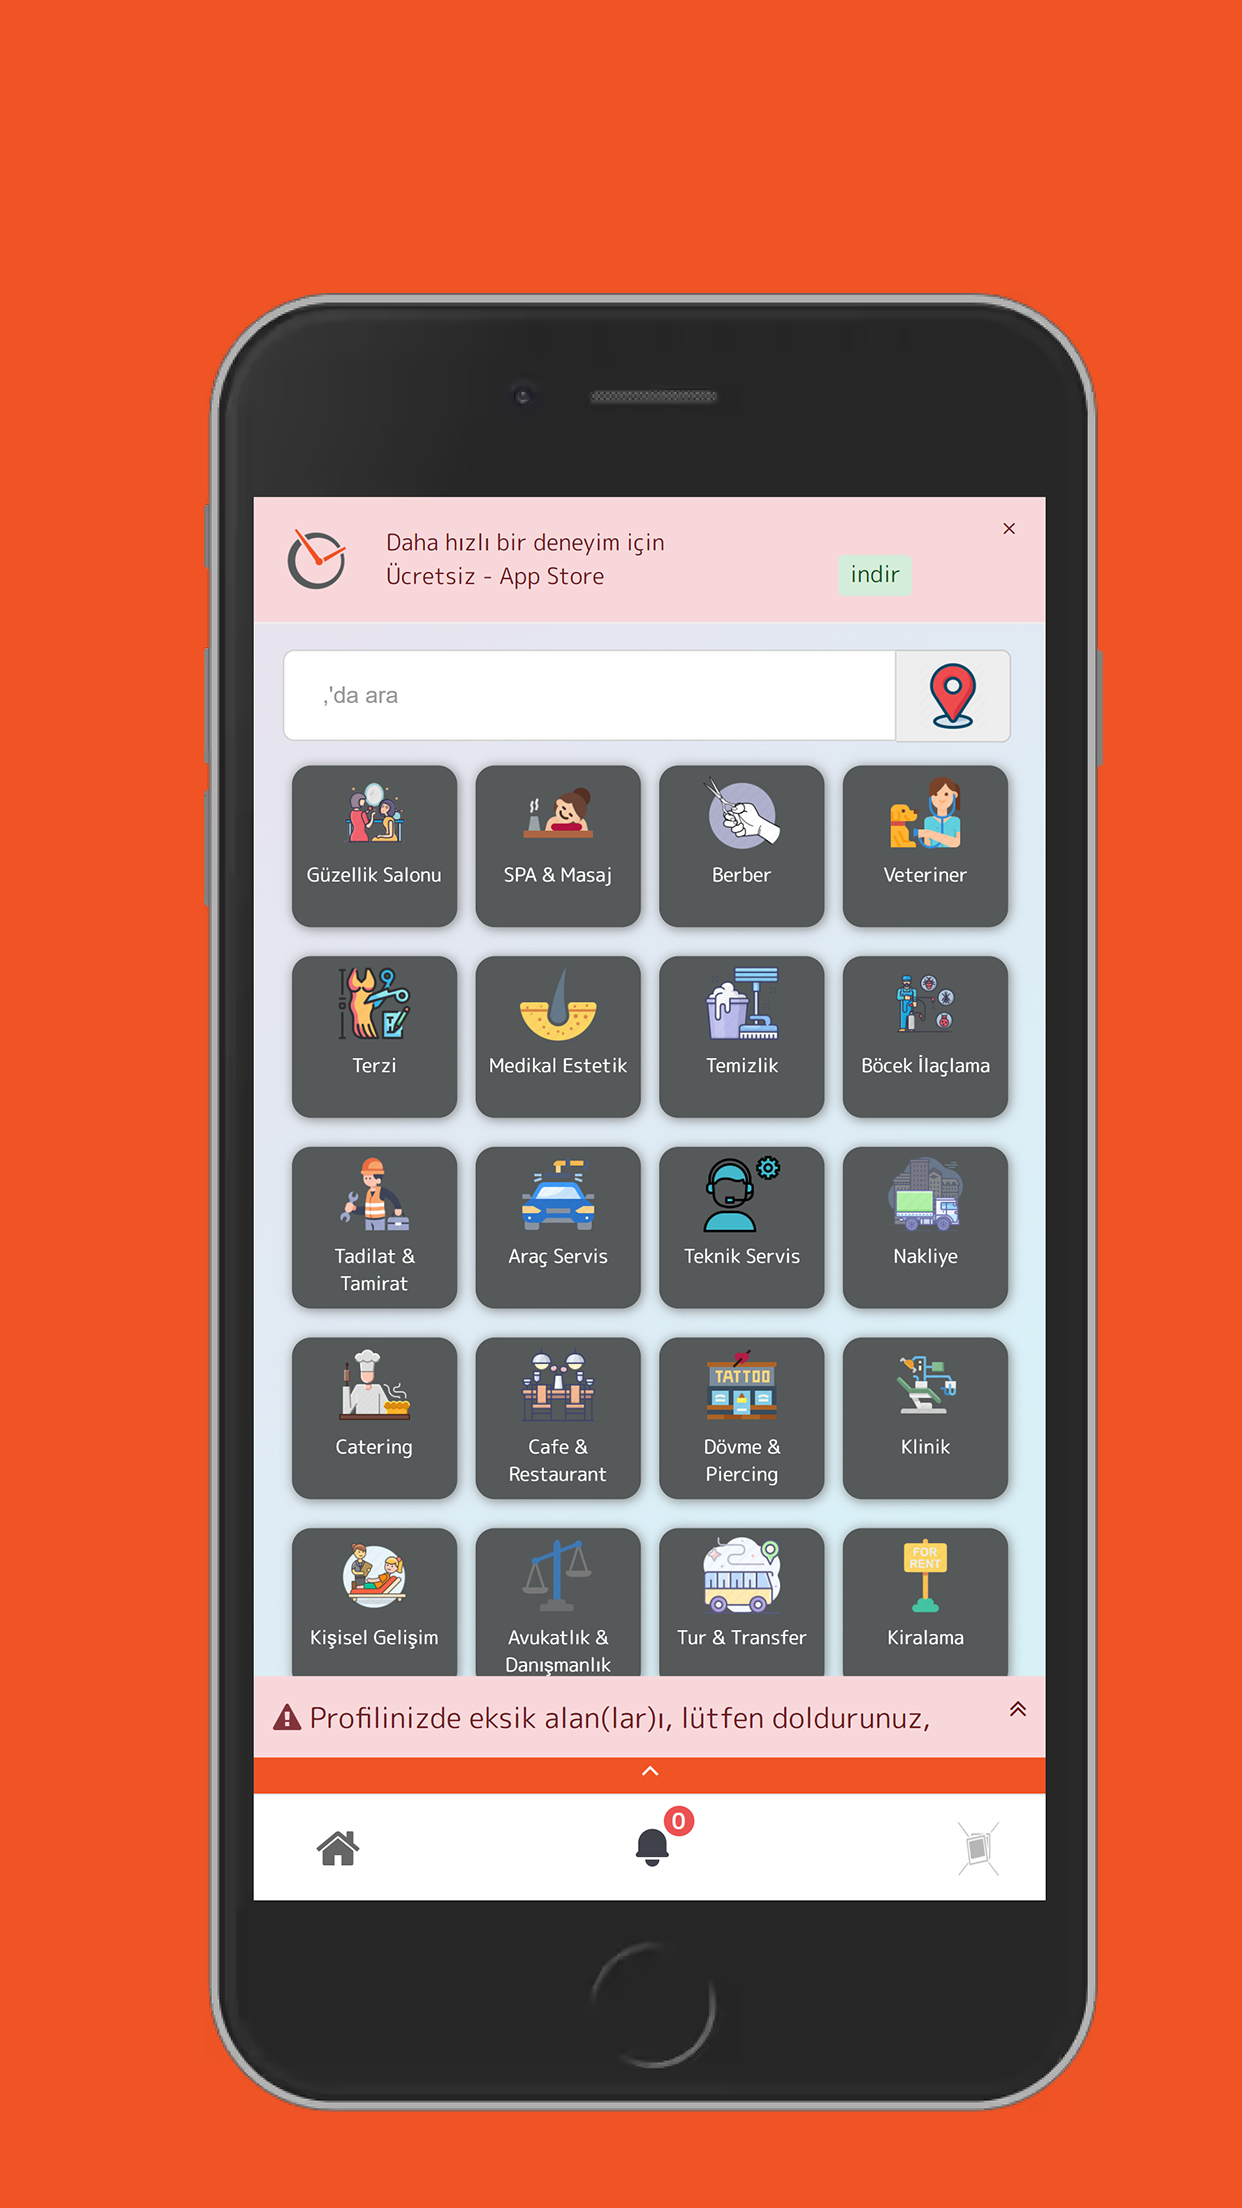 Daha hızlı bir deneyim için
Ücretsiz - App Store
indir
,'da ara
Güzellik Salonu
SPA & Masaj
Berber
Veteriner
Terzi
Medikal Estetik
Temizlik
Böcek İlaçlama
Tadilat &
Tamirat
Araç Servis
Teknik Servis
Nakliye
Catering
Cafe &
Restaurant
TATTOO
Dövme &
Piercing
Klinik
Kişisel Gelişim
Avukatlık &
Danışmanlık
Tur & Transfer
FOR
RENT
Kiralama
Profilinizde eksik alan(lar)ı, lütfen doldurunuz,
0